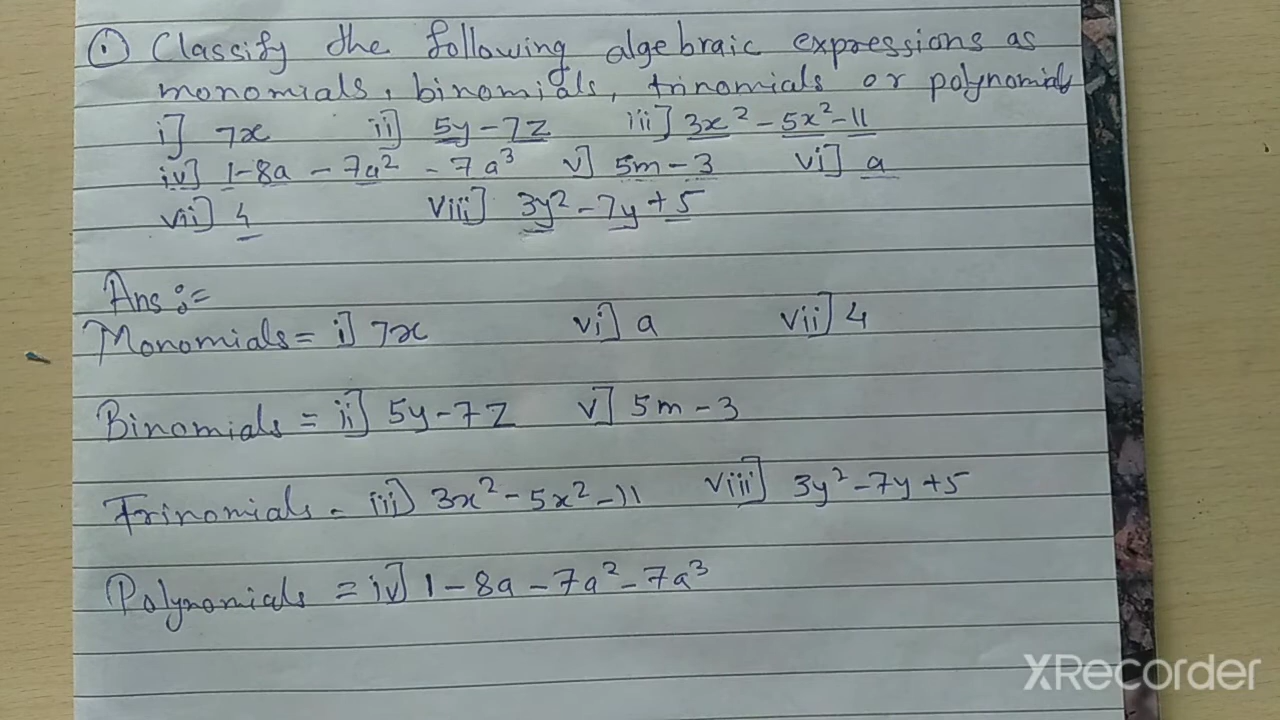 ① Classify the following algebraic expressions as
monomials, binomials, trinomials or polynomials
i] 7x ii] 5y - 7z iii] 3x² - 5x² - 11
iv] 1 - 8a - 7a² - 7a³ v] 5m - 3 vi] a
vii] 4 viii] 3y² - 7y + 5
Ans :=
Monomials = i] 7x vi] a vii] 4
Binomials = ii] 5y - 7z v] 5m - 3
Trinomials = iii] 3x² - 5x² - 11 viii] 3y² - 7y + 5
Polynomials = iv] 1 - 8a - 7a² - 7a³
XRecorder